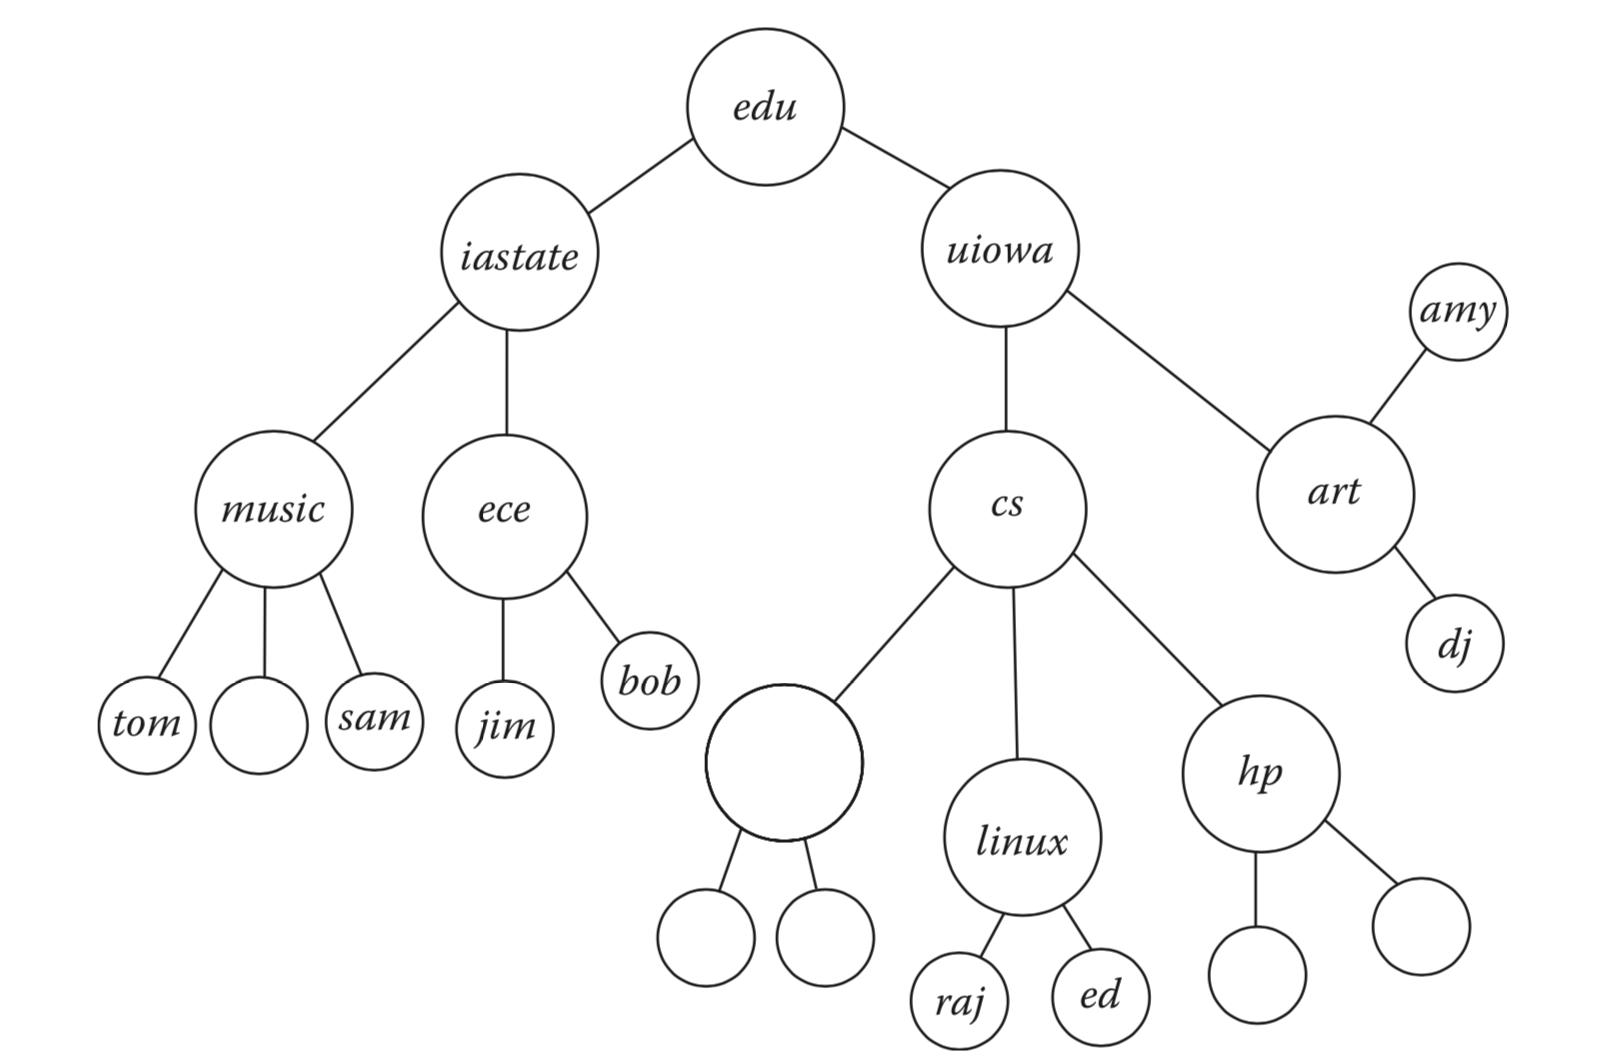 edu
iastate
uiowa
amy
music
ece
cs
art
tom
sam
jim
bob
dj
linux
hp
raj
ed